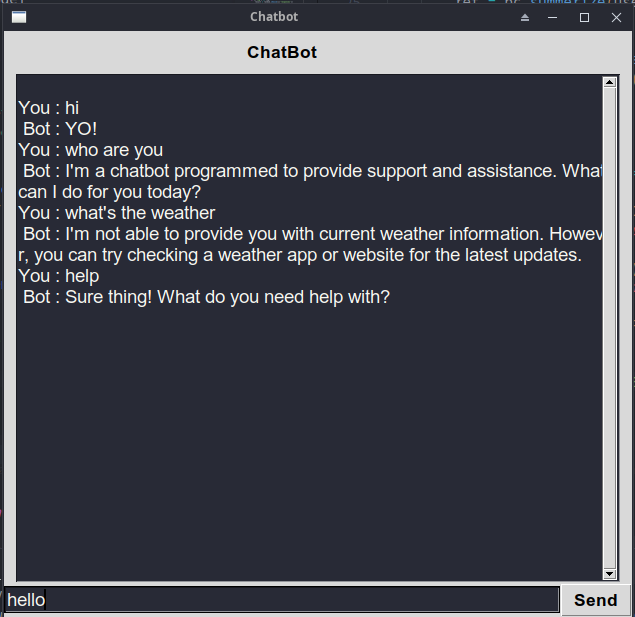 Chatbot
ChatBot
You : hi
Bot : YO!
You : who are you
Bot : I'm a chatbot programmed to provide support and assistance. What
can I do for you today?
You : what's the weather
Bot : I'm not able to provide you with current weather information. Howev
r, you can try checking a weather app or website for the latest updates.
You : help
Bot : Sure thing! What do you need help with?
hello
Send